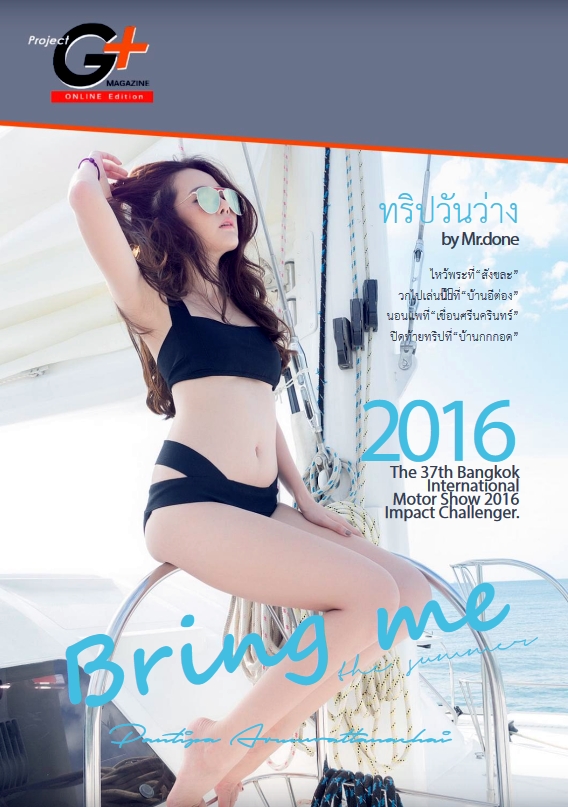 Project
G+
MAGAZINE
ONLINE Edition
ทริปวันว่าง
by Mr.done
ไหว้พระที่“สังขละ”
วกไปเล่นที่“บ้านอีต่อง”
นอนแพที่“เขื่อนศรีนครินทร์”
ปิดท้ายทริปที่“บ้านกกกอด”
2016
The 37th Bangkok
International
Motor Show 2016
Impact Challenger.
Bring me
the summer